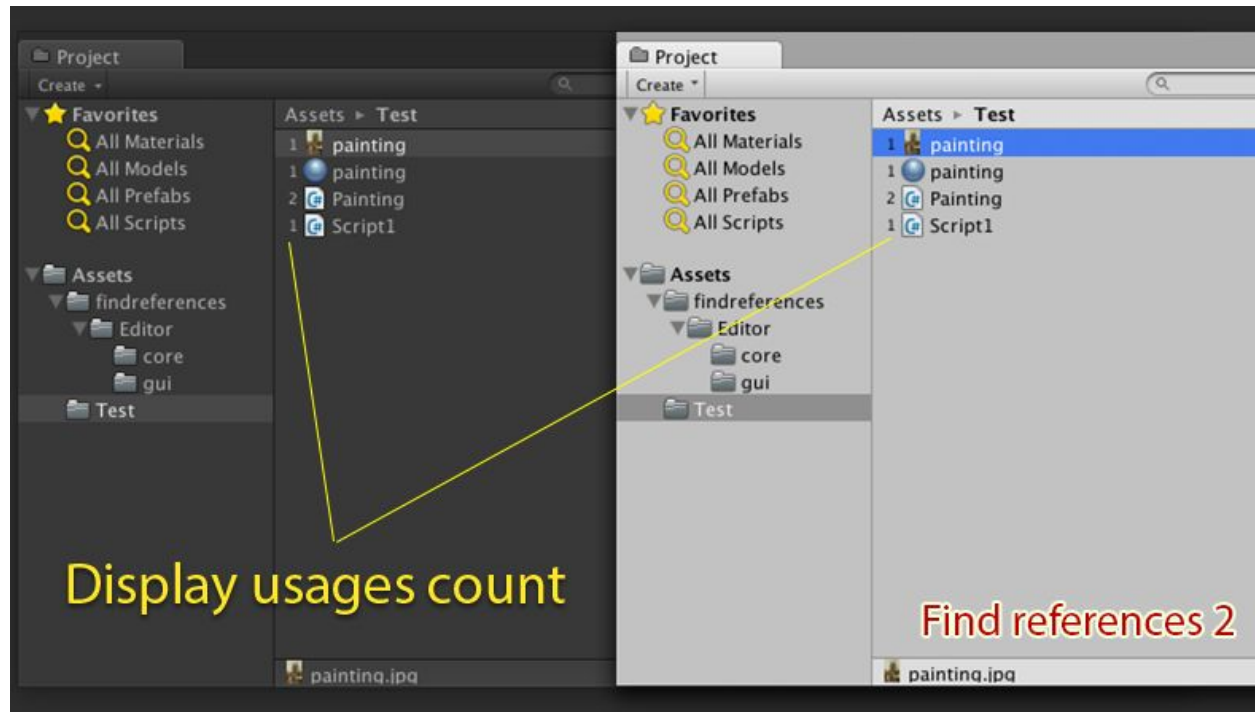 Project
Create
Favorites
All Materials
All Models
All Prefabs
All Scripts
Assets
findreferences
Editor
core
gui
Test
Assets ▸ Test
1 painting
1 painting
2 Painting
1 Script1
painting.jpg
Project
Create
Favorites
All Materials
All Models
All Prefabs
All Scripts
Assets
findreferences
Editor
core
gui
Test
Assets ▸ Test
1 painting
1 painting
2 Painting
1 Script1
painting.jpg
Display usages count
Find references 2